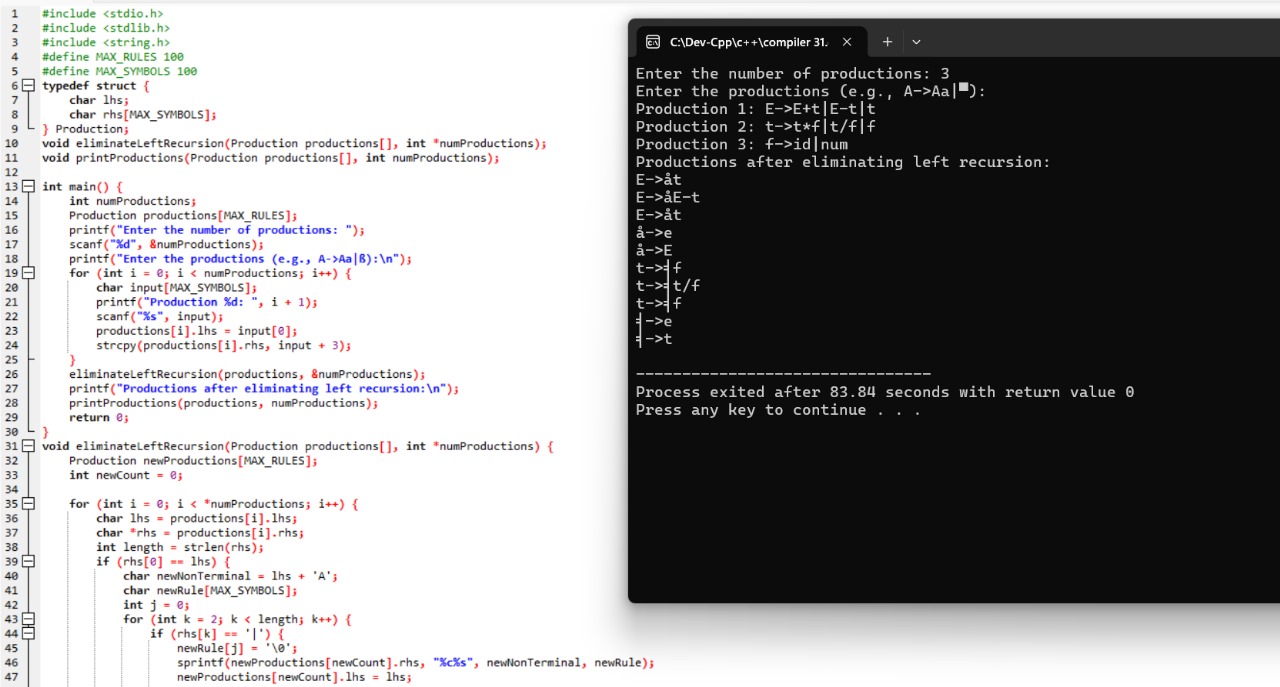 1 #include <stdio.h>
2 #include <stdlib.h>
3 #include <string.h>
4 #define MAX_RULES 100
5 #define MAX_SYMBOLS 100
6 typedef struct {
7 char lhs;
8 char rhs[MAX_SYMBOLS];
9 } Production;
10 void eliminateLeftRecursion(Production productions[], int *numProductions);
11 void printProductions(Production productions[], int numProductions);
12
13 int main() {
14 int numProductions;
15 Production productions[MAX_RULES];
16 printf("Enter the number of productions: ");
17 scanf("%d", &numProductions);
18 printf("Enter the productions (e.g., A->Aa|ß):\n");
19 for (int i = 0; i < numProductions; i++) {
20 char input[MAX_SYMBOLS];
21 printf("Production %d: ", i + 1);
22 scanf("%s", input);
23 productions[i].lhs = input[0];
24 strcpy(productions[i].rhs, input + 3);
25 }
26 eliminateLeftRecursion(productions, &numProductions);
27 printf("Productions after eliminating left recursion:\n");
28 printProductions(productions, numProductions);
29 return 0;
30 }
31 void eliminateLeftRecursion(Production productions[], int *numProductions) {
32 Production newProductions[MAX_RULES];
33 int newCount = 0;
34
35 for (int i = 0; i < *numProductions; i++) {
36 char lhs = productions[i].lhs;
37 char *rhs = productions[i].rhs;
38 int length = strlen(rhs);
39 if (rhs[0] == lhs) {
40 char newNonTerminal = lhs + 'A';
41 char newRule[MAX_SYMBOLS];
42 int j = 0;
43 for (int k = 2; k < length; k++) {
44 if (rhs[k] == '|') {
45 newRule[j] = '\0';
46 sprintf(newProductions[newCount].rhs, "%c%s", newNonTerminal, newRule);
47 newProductions[newCount].lhs = lhs;
C:\Dev-Cpp\c++\compiler 31.
Enter the number of productions: 3
Enter the productions (e.g., A->Aa|▀):
Production 1: E->E+t|E-t|t
Production 2: t->t*f|t/f|f
Production 3: f->id|num
Productions after eliminating left recursion:
E->åt
E->åE-t
E->åt
å->e
å->E
t->╡f
t->╡t/f
t->╡f
╡->e
╡->t
--------------------------------
Process exited after 83.84 seconds with return value 0
Press any key to continue . . .